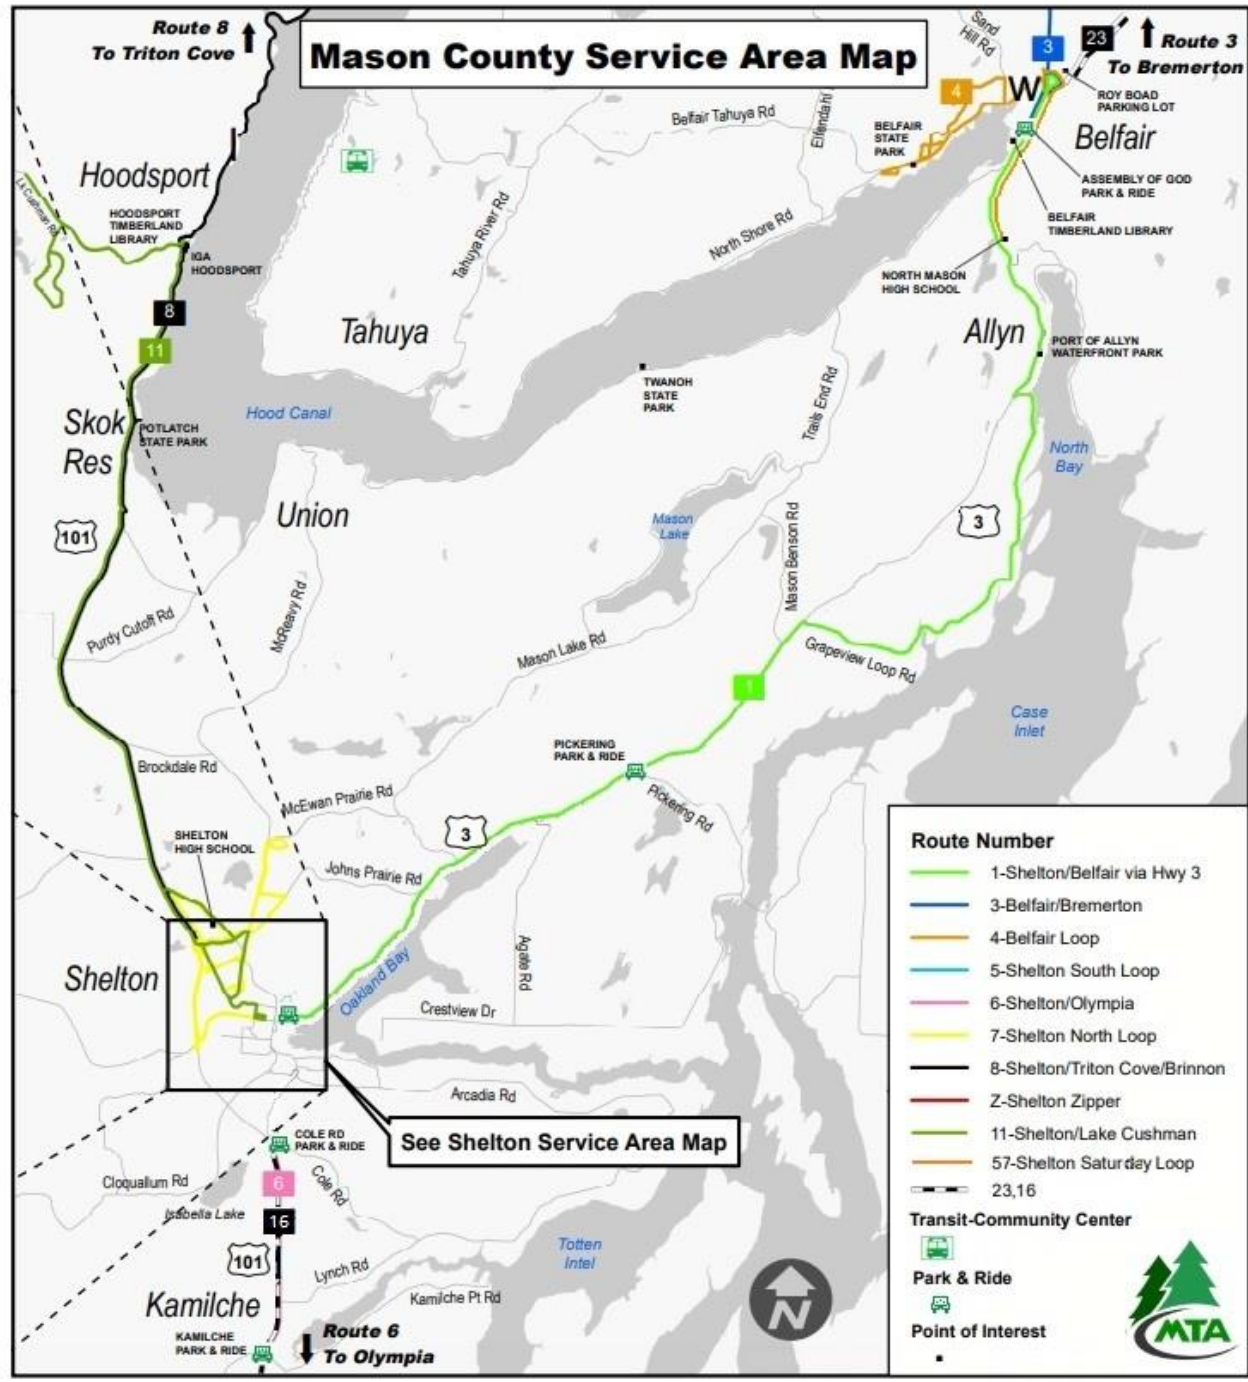 Route 8
To Triton Cove
Mason County Service Area Map
Sand
Hill Rd
3
23
Route 3
To Bremerton
4
W
ROY BOAD
PARKING LOT
Belfair Tahuya Rd
Elfendahl
BELFAIR
STATE
PARK
Belfair
Hoodsport
ASSEMBLY OF GOD
PARK & RIDE
Lk Cushman Rd
HOODSPORT
TIMBERLAND
LIBRARY
Tahuya River Rd
North Shore Rd
BELFAIR
TIMBERLAND LIBRARY
IGA
HOODSPORT
NORTH MASON
HIGH SCHOOL
8
Tahuya
Allyn
11
PORT OF ALLYN
WATERFRONT PARK
TWANOH
STATE
PARK
Trails End Rd
Hood Canal
Skok
Res
POTLATCH
STATE PARK
North
Bay
Union
Mason
Lake
Mason Benson Rd
3
101
Purdy Cutoff Rd
McReavy Rd
Mason Lake Rd
Grapeview Loop Rd
1
Case
Inlet
PICKERING
PARK & RIDE
Brockdale Rd
McEwan Prairie Rd
Pickering Rd
SHELTON
HIGH SCHOOL
3
Johns Prairie Rd
Shelton
Agate Rd
Oakland Bay
Crestview Dr
Arcadia Rd
See Shelton Service Area Map
COLE RD
PARK & RIDE
Cloquallum Rd
6
Cole Rd
Isabella Lake
16
101
Totten
Intel
Lynch Rd
Kamilche
Kamilche Pt Rd
KAMILCHE
PARK & RIDE
Route 6
To Olympia
N
Route Number
1-Shelton/Belfair via Hwy 3
3-Belfair/Bremerton
4-Belfair Loop
5-Shelton South Loop
6-Shelton/Olympia
7-Shelton North Loop
8-Shelton/Triton Cove/Brinnon
Z-Shelton Zipper
11-Shelton/Lake Cushman
57-Shelton Saturday Loop
23,16
Transit-Community Center
Park & Ride
Point of Interest
MTA